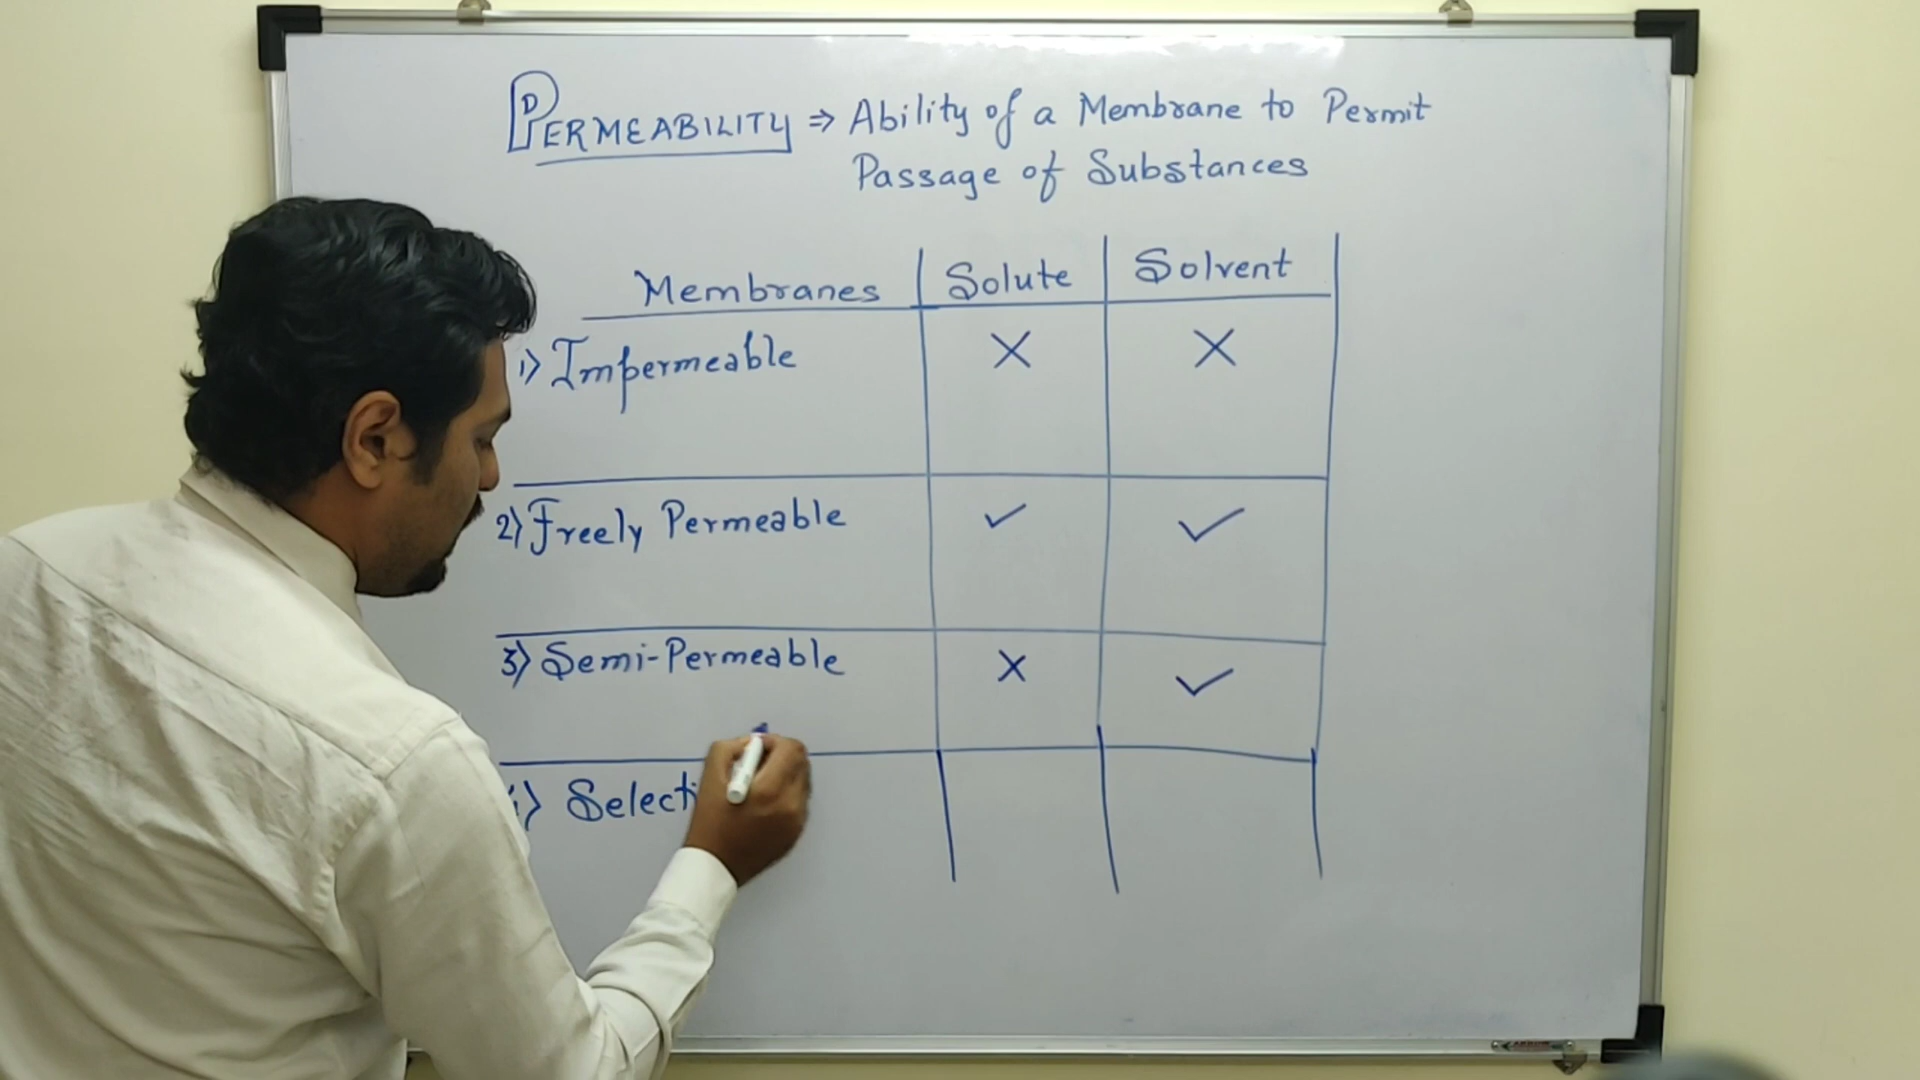 PERMEABILITY ⇒ Ability of a Membrane to Permit
Passage of Substances
Membranes Solute Solvent
1) Impermeable X X
2) Freely Permeable ✓ ✓
3) Semi-Permeable X ✓
Selecti